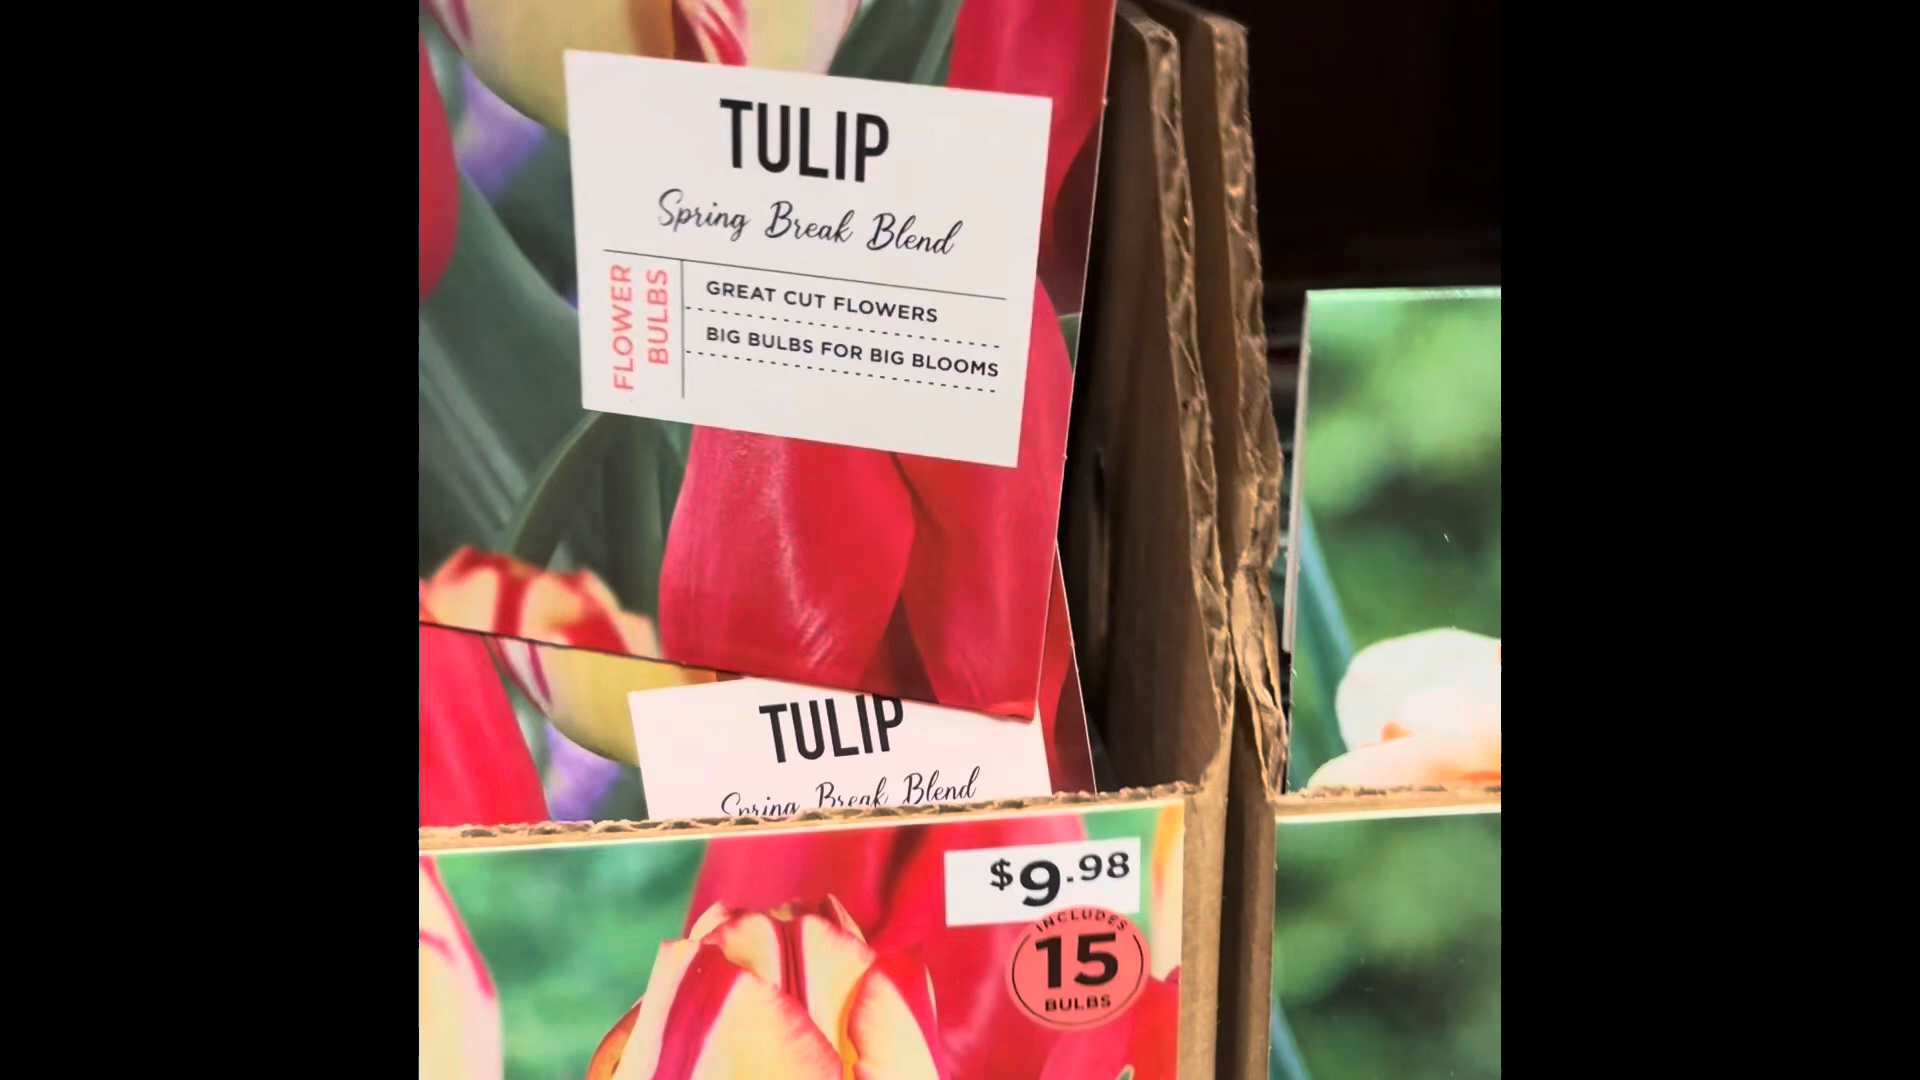 TULIP
Spring Break Blend
FLOWER
BULBS
GREAT CUT FLOWERS
BIG BULBS FOR BIG BLOOMS
TULIP
Spring Break Blend
$9.98
INCLUDES
15
BULBS